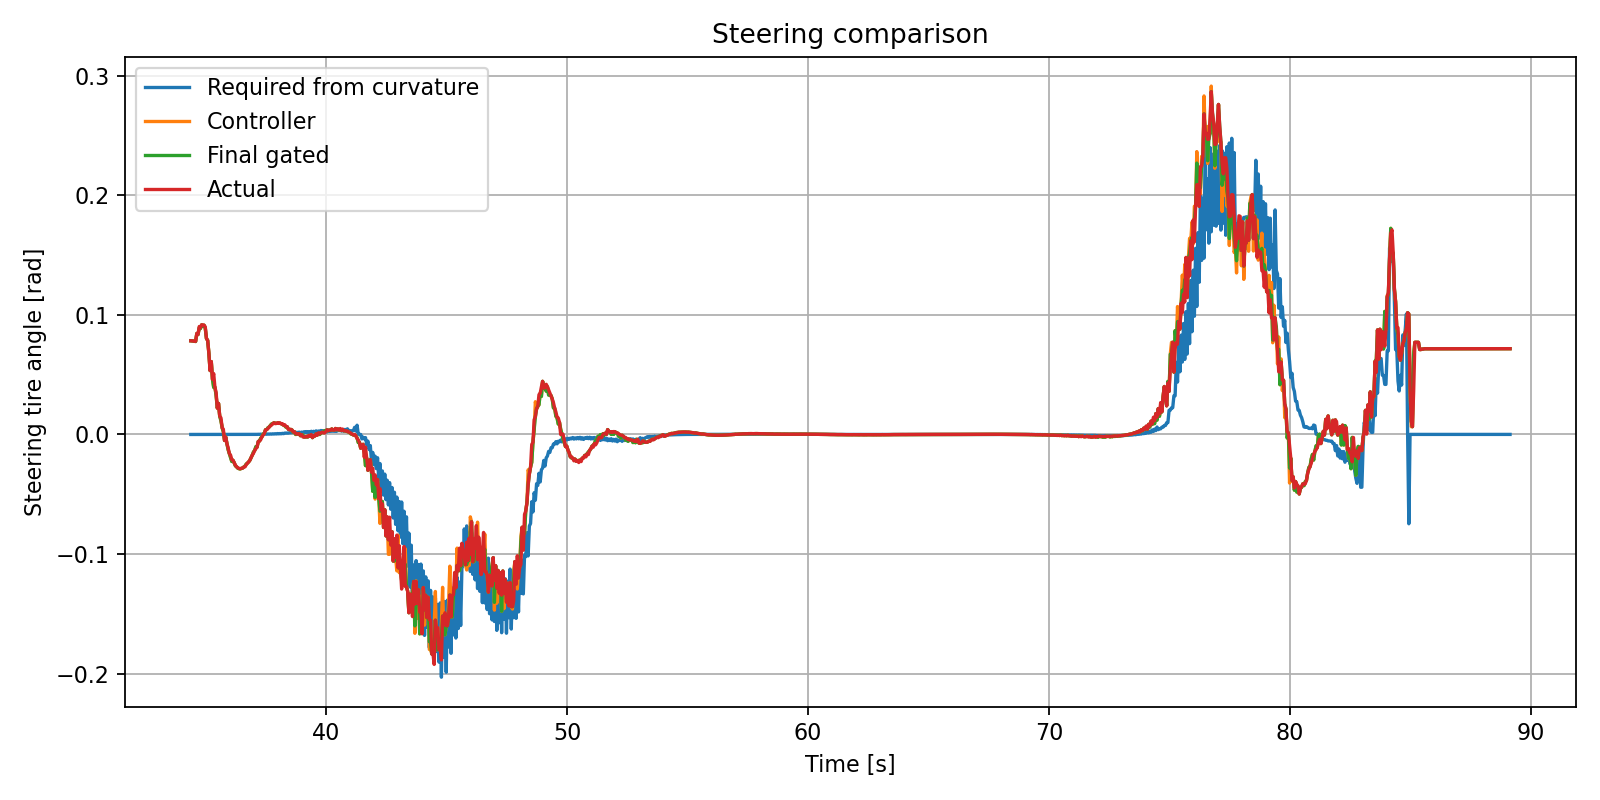 Steering comparison
Required from curvature
Controller
Final gated
Actual
Steering tire angle [rad]
0.3
0.2
0.1
0.0
−0.1
−0.2
40 50 60 70 80 90
Time [s]